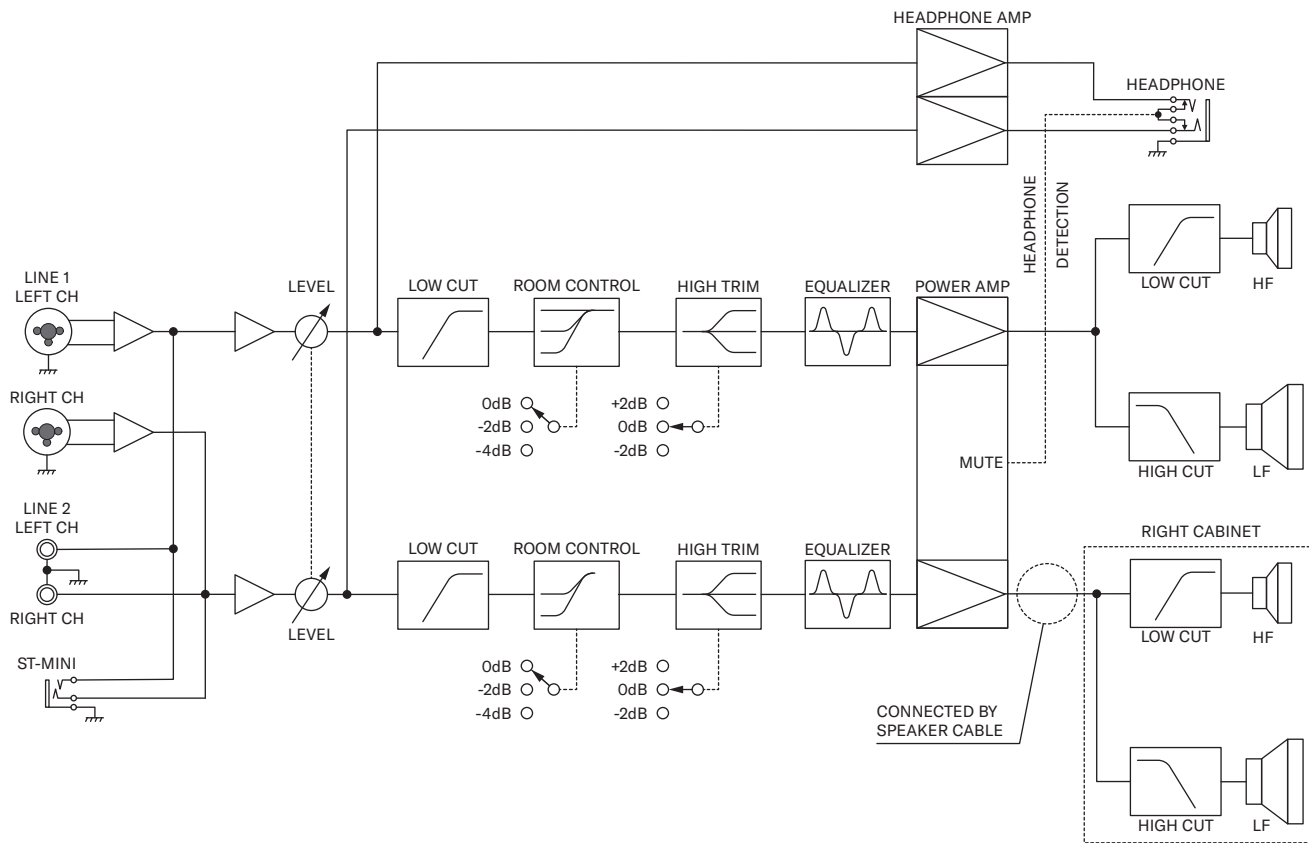 HEADPHONE AMP
HEADPHONE
HEADPHONE
DETECTION
LINE 1
LEFT CH
LEVEL
LOW CUT
ROOM CONTROL
HIGH TRIM
EQUALIZER
POWER AMP
LOW CUT
HF
RIGHT CH
0dB
-2dB
-4dB
+2dB
0dB
-2dB
MUTE
HIGH CUT
LF
LINE 2
LEFT CH
RIGHT CH
LEVEL
LOW CUT
ROOM CONTROL
HIGH TRIM
EQUALIZER
RIGHT CABINET
LOW CUT
HF
ST-MINI
0dB
-2dB
-4dB
+2dB
0dB
-2dB
CONNECTED BY
SPEAKER CABLE
HIGH CUT
LF